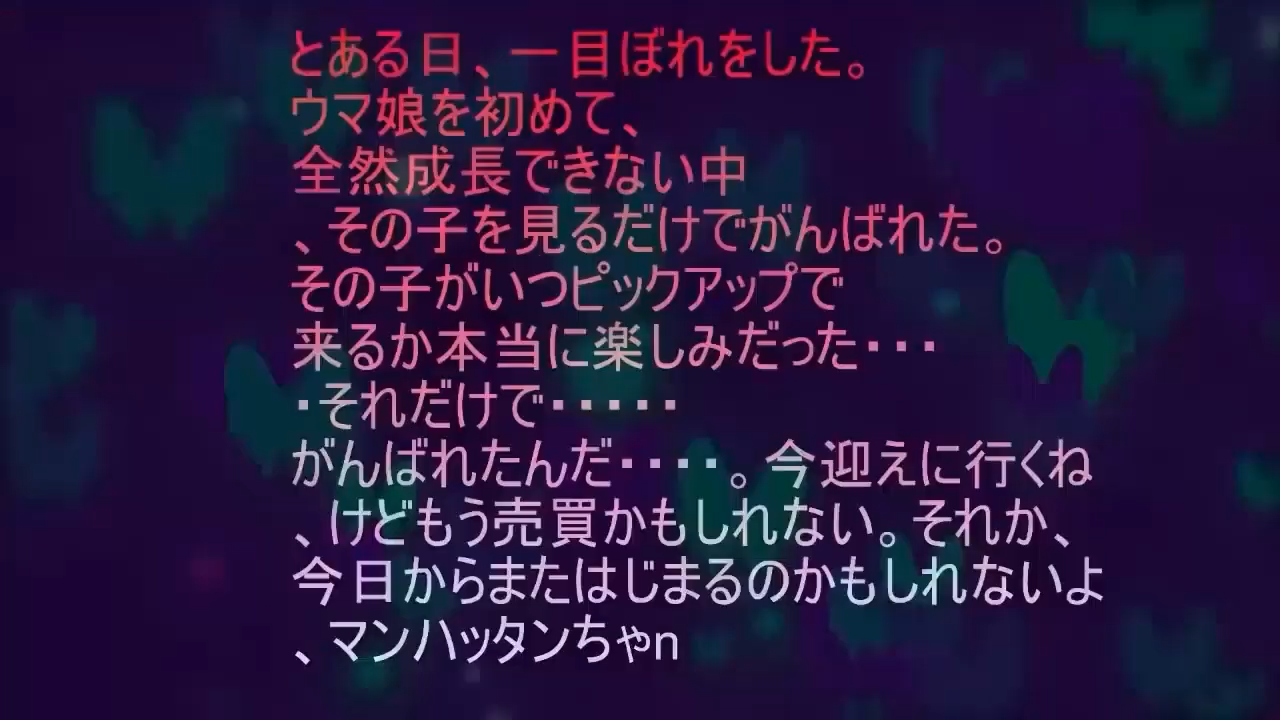 とある日、一目ぼれをした。
ウマ娘を初めて、
全然成長できない中
、その子を見るだけでがんばれた。
その子がいつピックアップで
来るか本当に楽しみだった・・・
・それだけで・・・・・
がんばれたんだ・・・・。今迎えに行くね
、けどもう売買かもしれない。それか、
今日からまたはじまるのかもしれないよ
、マンハッタンちゃn